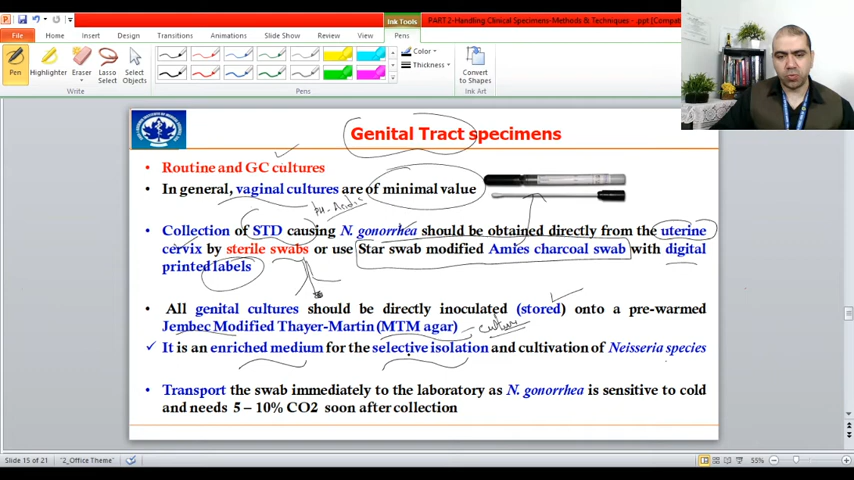 Ink Tools
PART 2-Handling Clinical Specimens-Methods & Techniques - .ppt [Compat
File Home Insert Design Transitions Animations Slide Show Review View Pens
Pen Highlighter Eraser Lasso Select Select Objects
Color
Thickness
Convert to Shapes
Write Pens Ink Art
Genital Tract specimens
• Routine and GC cultures
• In general, vaginal cultures are of minimal value
PH-Acidic
• Collection of STD causing N. gonorrhea should be obtained directly from the uterine
cervix by sterile swabs or use Star swab modified Amies charcoal swab with digital
printed labels
• All genital cultures should be directly inoculated (stored) onto a pre-warmed
Jembec Modified Thayer-Martin (MTM agar)
culture
✓ It is an enriched medium for the selective isolation and cultivation of Neisseria species
• Transport the swab immediately to the laboratory as N. gonorrhea is sensitive to cold
and needs 5 – 10% CO2 soon after collection
Slide 15 of 21 "2_Office Theme" 55%